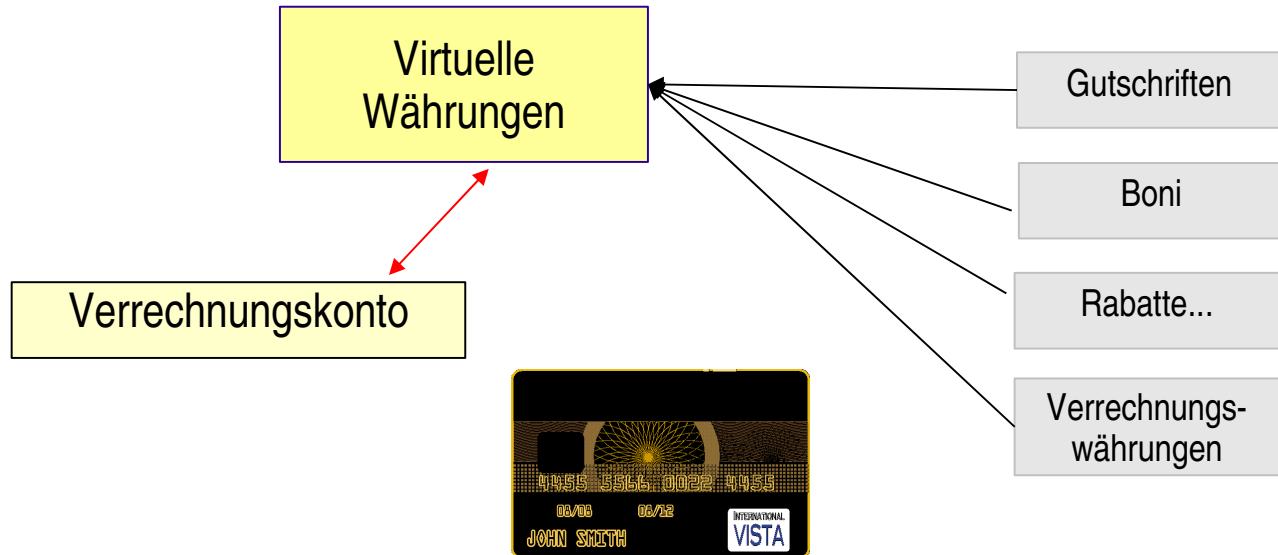 Virtuelle
Währungen
Gutschriften
Boni
Rabatte...
Verrechnungs-
währungen
Verrechnungskonto
4455 5566 0022 4455
08/08 08/12
JOHN SMITH
INTERNATIONAL
VISTA